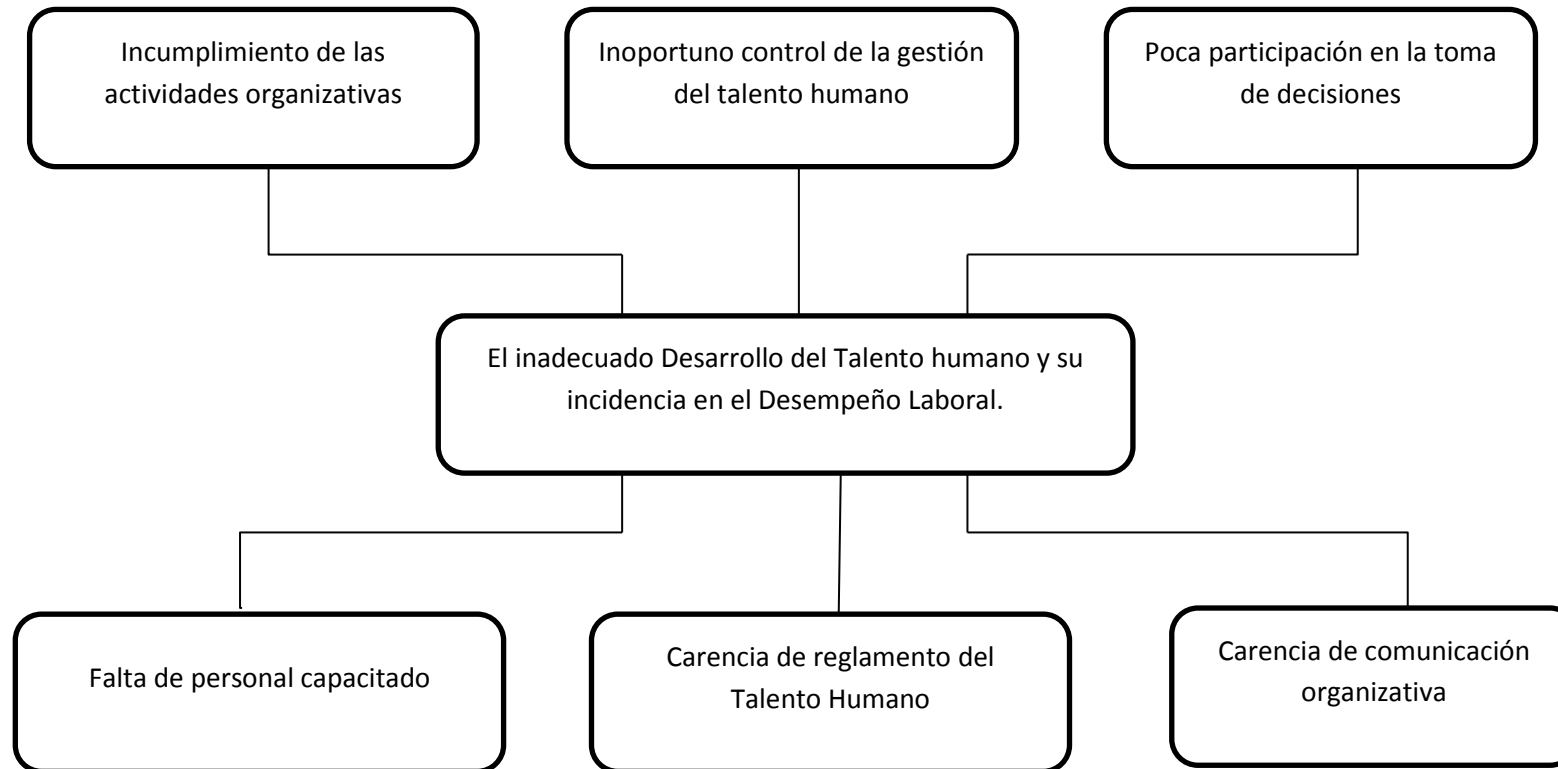 Incumplimiento de las
actividades organizativas
Inoportuno control de la gestión
del talento humano
Poca participación en la toma
de decisiones
El inadecuado Desarrollo del Talento humano y su
incidencia en el Desempeño Laboral.
Falta de personal capacitado
Carencia de reglamento del
Talento Humano
Carencia de comunicación
organizativa